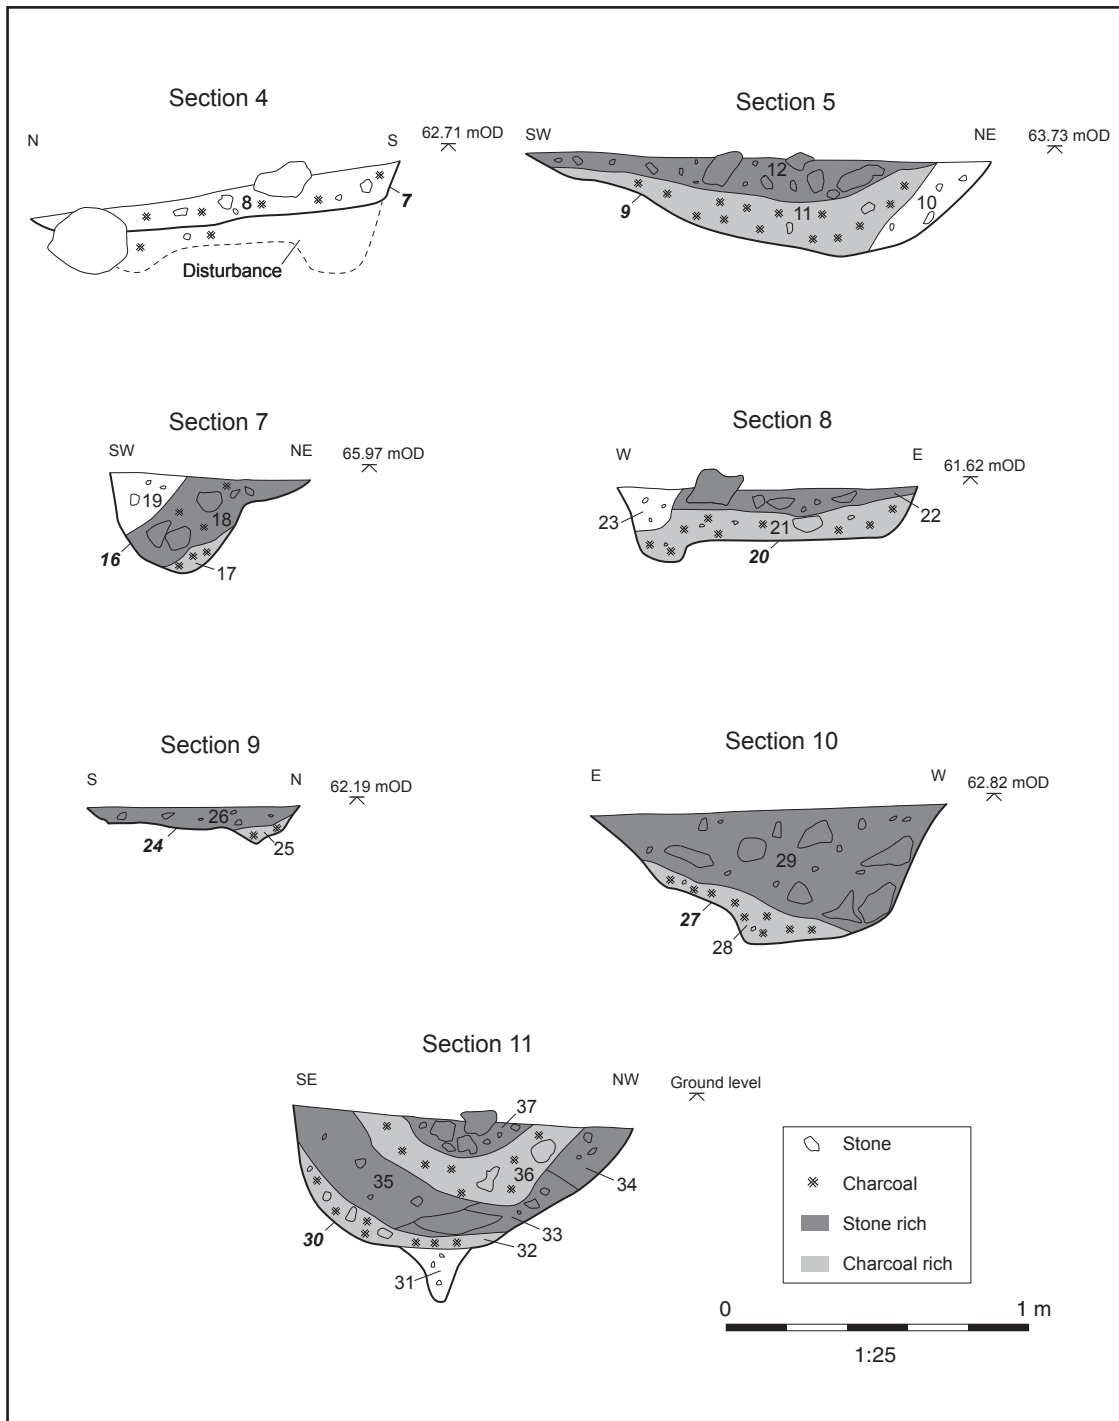 Section 4
N
S
62.71 mOD
8
7
Disturbance
Section 5
SW
NE
63.73 mOD
12
11
10
9
Section 7
SW
NE
65.97 mOD
19
18
16
17
Section 8
W
E
61.62 mOD
23
21
22
20
Section 9
S
N
62.19 mOD
26
24
25
Section 10
E
W
62.82 mOD
29
27
28
Section 11
SE
NW
Ground level
37
36
35
34
33
30
32
31
Stone
Charcoal
Stone rich
Charcoal rich
0
1 m
1:25